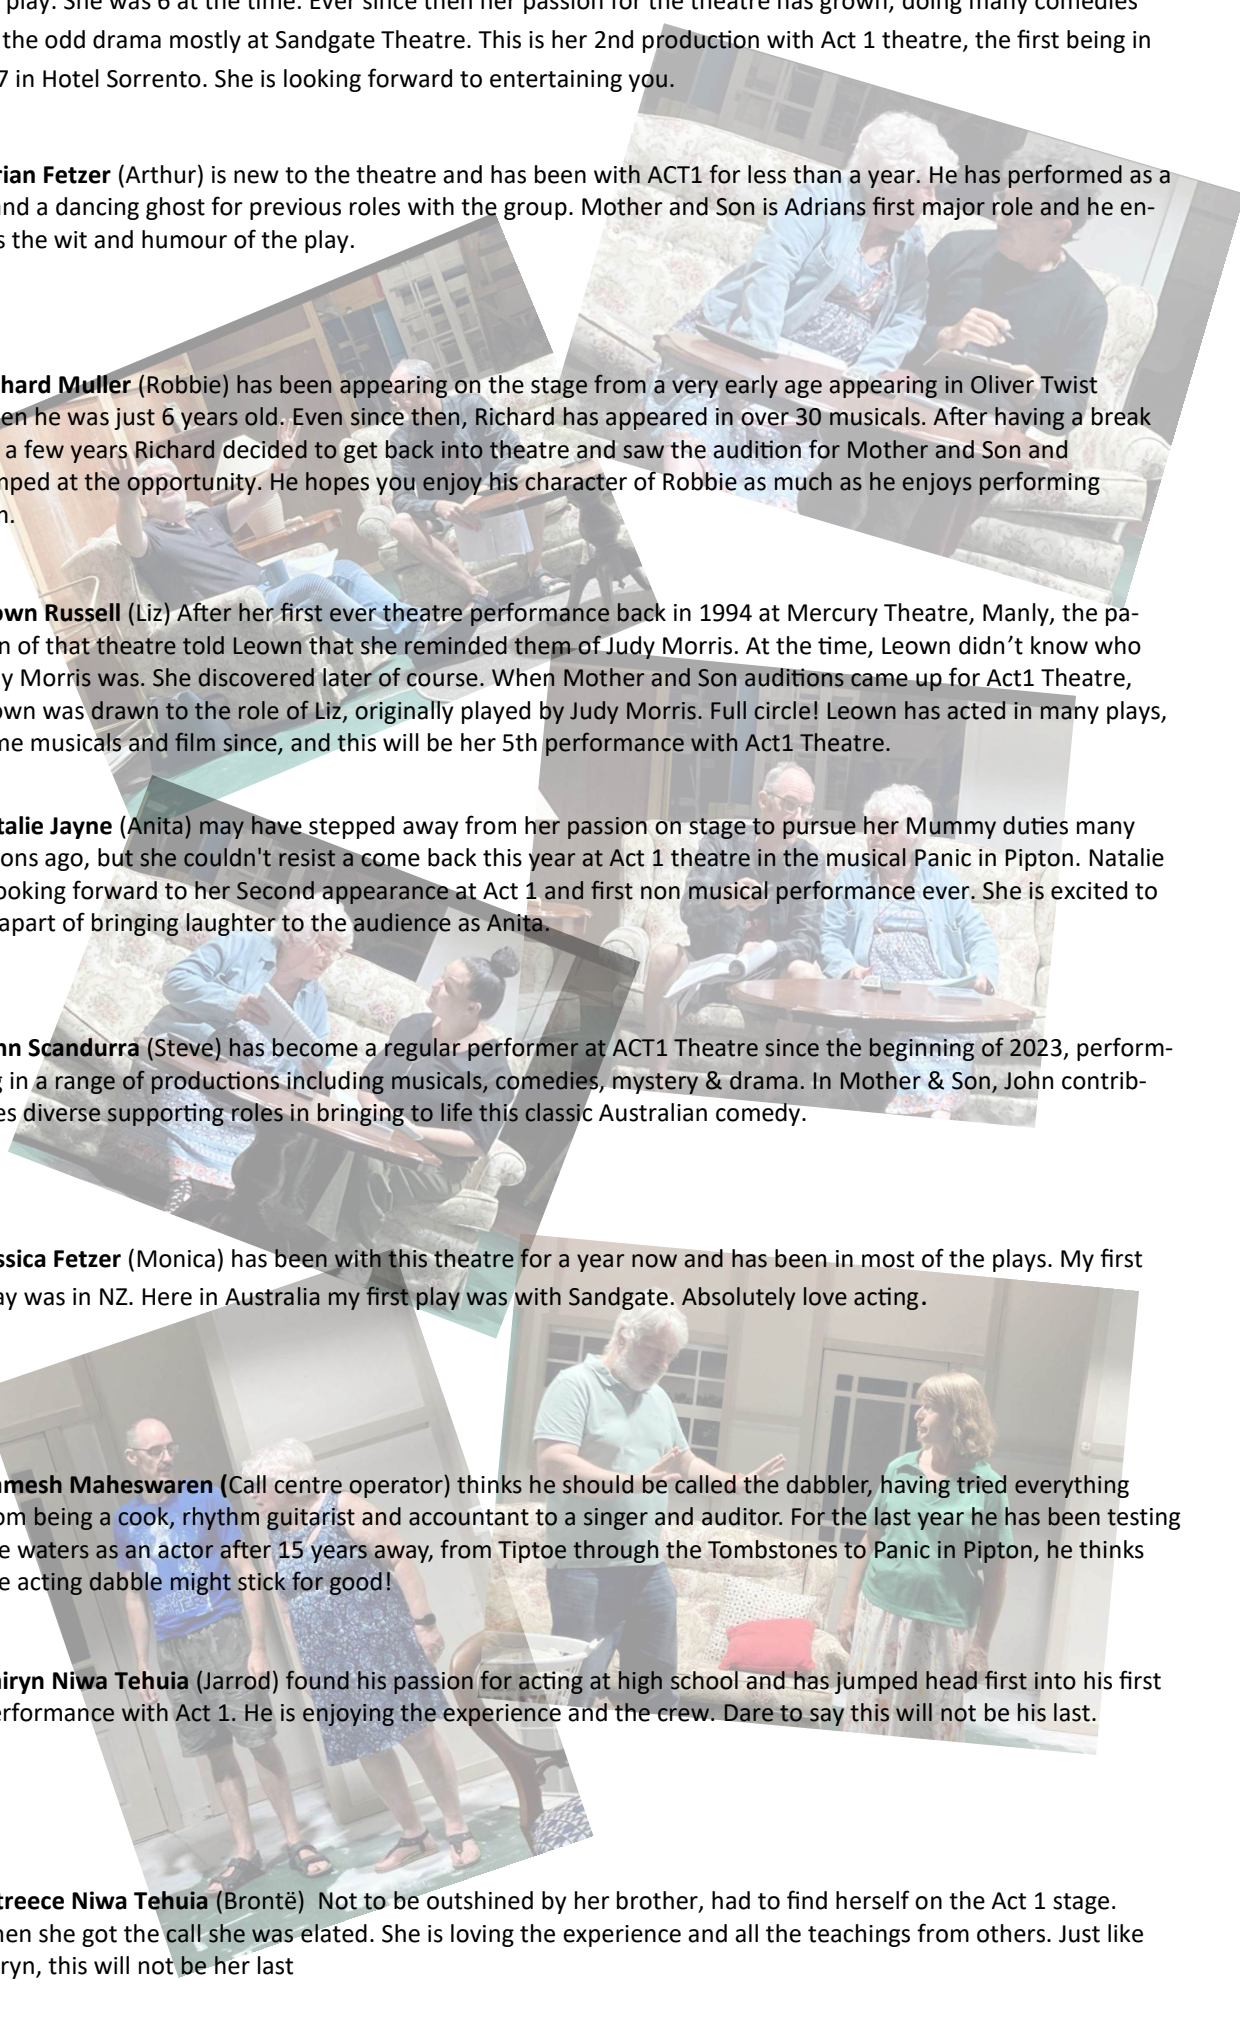 play. She was 6 at the time. Ever since then her passion for the theatre has grown, doing many comedies
the odd drama mostly at Sandgate Theatre. This is her 2nd production with Act 1 theatre, the first being in
7 in Hotel Sorrento. She is looking forward to entertaining you.
rian Fetzer (Arthur) is new to the theatre and has been with ACT1 for less than a year. He has performed as a
nd a dancing ghost for previous roles with the group. Mother and Son is Adrians first major role and he en-
s the wit and humour of the play.
hard Muller (Robbie) has been appearing on the stage from a very early age appearing in Oliver Twist
en he was just 6 years old. Even since then, Richard has appeared in over 30 musicals. After having a break
a few years Richard decided to get back into theatre and saw the audition for Mother and Son and
mped at the opportunity. He hopes you enjoy his character of Robbie as much as he enjoys performing
n.
own Russell (Liz) After her first ever theatre performance back in 1994 at Mercury Theatre, Manly, the pa-
n of that theatre told Leown that she reminded them of Judy Morris. At the time, Leown didn’t know who
y Morris was. She discovered later of course. When Mother and Son auditions came up for Act1 Theatre,
own was drawn to the role of Liz, originally played by Judy Morris. Full circle! Leown has acted in many plays,
me musicals and film since, and this will be her 5th performance with Act1 Theatre.
talie Jayne (Anita) may have stepped away from her passion on stage to pursue her Mummy duties many
ons ago, but she couldn't resist a come back this year at Act 1 theatre in the musical Panic in Pipton. Natalie
ooking forward to her Second appearance at Act 1 and first non musical performance ever. She is excited to
apart of bringing laughter to the audience as Anita.
hn Scandurra (Steve) has become a regular performer at ACT1 Theatre since the beginning of 2023, perform-
g in a range of productions including musicals, comedies, mystery & drama. In Mother & Son, John contrib-
es diverse supporting roles in bringing to life this classic Australian comedy.
ssica Fetzer (Monica) has been with this theatre for a year now and has been in most of the plays. My first
ay was in NZ. Here in Australia my first play was with Sandgate. Absolutely love acting.
mesh Maheswaren (Call centre operator) thinks he should be called the dabbler, having tried everything
om being a cook, rhythm guitarist and accountant to a singer and auditor. For the last year he has been testing
e waters as an actor after 15 years away, from Tiptoe through the Tombstones to Panic in Pipton, he thinks
e acting dabble might stick for good!
iryn Niwa Tehuia (Jarrod) found his passion for acting at high school and has jumped head first into his first
erformance with Act 1. He is enjoying the experience and the crew. Dare to say this will not be his last.
treece Niwa Tehuia (Brontë)  Not to be outshined by her brother, had to find herself on the Act 1 stage.
hen she got the call she was elated. She is loving the experience and all the teachings from others. Just like
ryn, this will not be her last